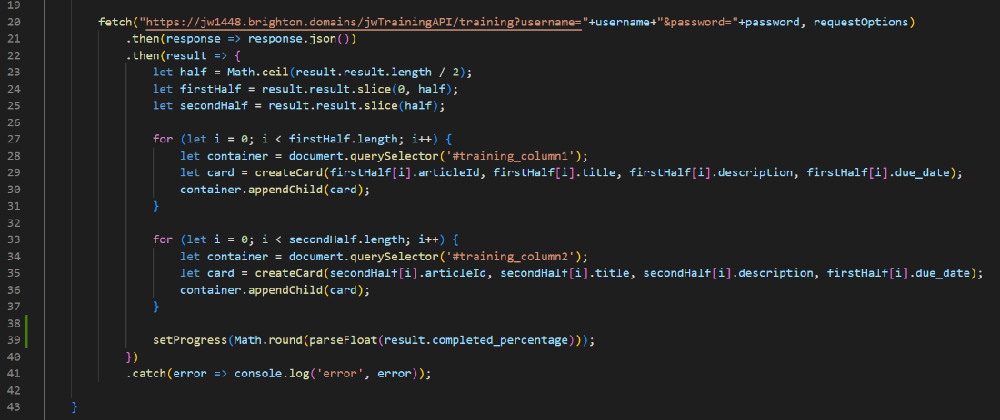 19
20 fetch("https://jw1448.brighton.domains/jwTrainingAPI/training?username="+username+"&password="+password, requestOptions)
21 .then(response => response.json())
22 .then(result => {
23 let half = Math.ceil(result.result.length / 2);
24 let firstHalf = result.result.slice(0, half);
25 let secondHalf = result.result.slice(half);
26
27 for (let i = 0; i < firstHalf.length; i++) {
28 let container = document.querySelector('#training_column1');
29 let card = createCard(firstHalf[i].articleId, firstHalf[i].title, firstHalf[i].description, firstHalf[i].due_date);
30 container.appendChild(card);
31 }
32
33 for (let i = 0; i < secondHalf.length; i++) {
34 let container = document.querySelector('#training_column2');
35 let card = createCard(secondHalf[i].articleId, secondHalf[i].title, secondHalf[i].description, firstHalf[i].due_date);
36 container.appendChild(card);
37 }
38
39 setProgress(Math.round(parseFloat(result.completed_percentage)));
40 })
41 .catch(error => console.log('error', error));
42
43 }